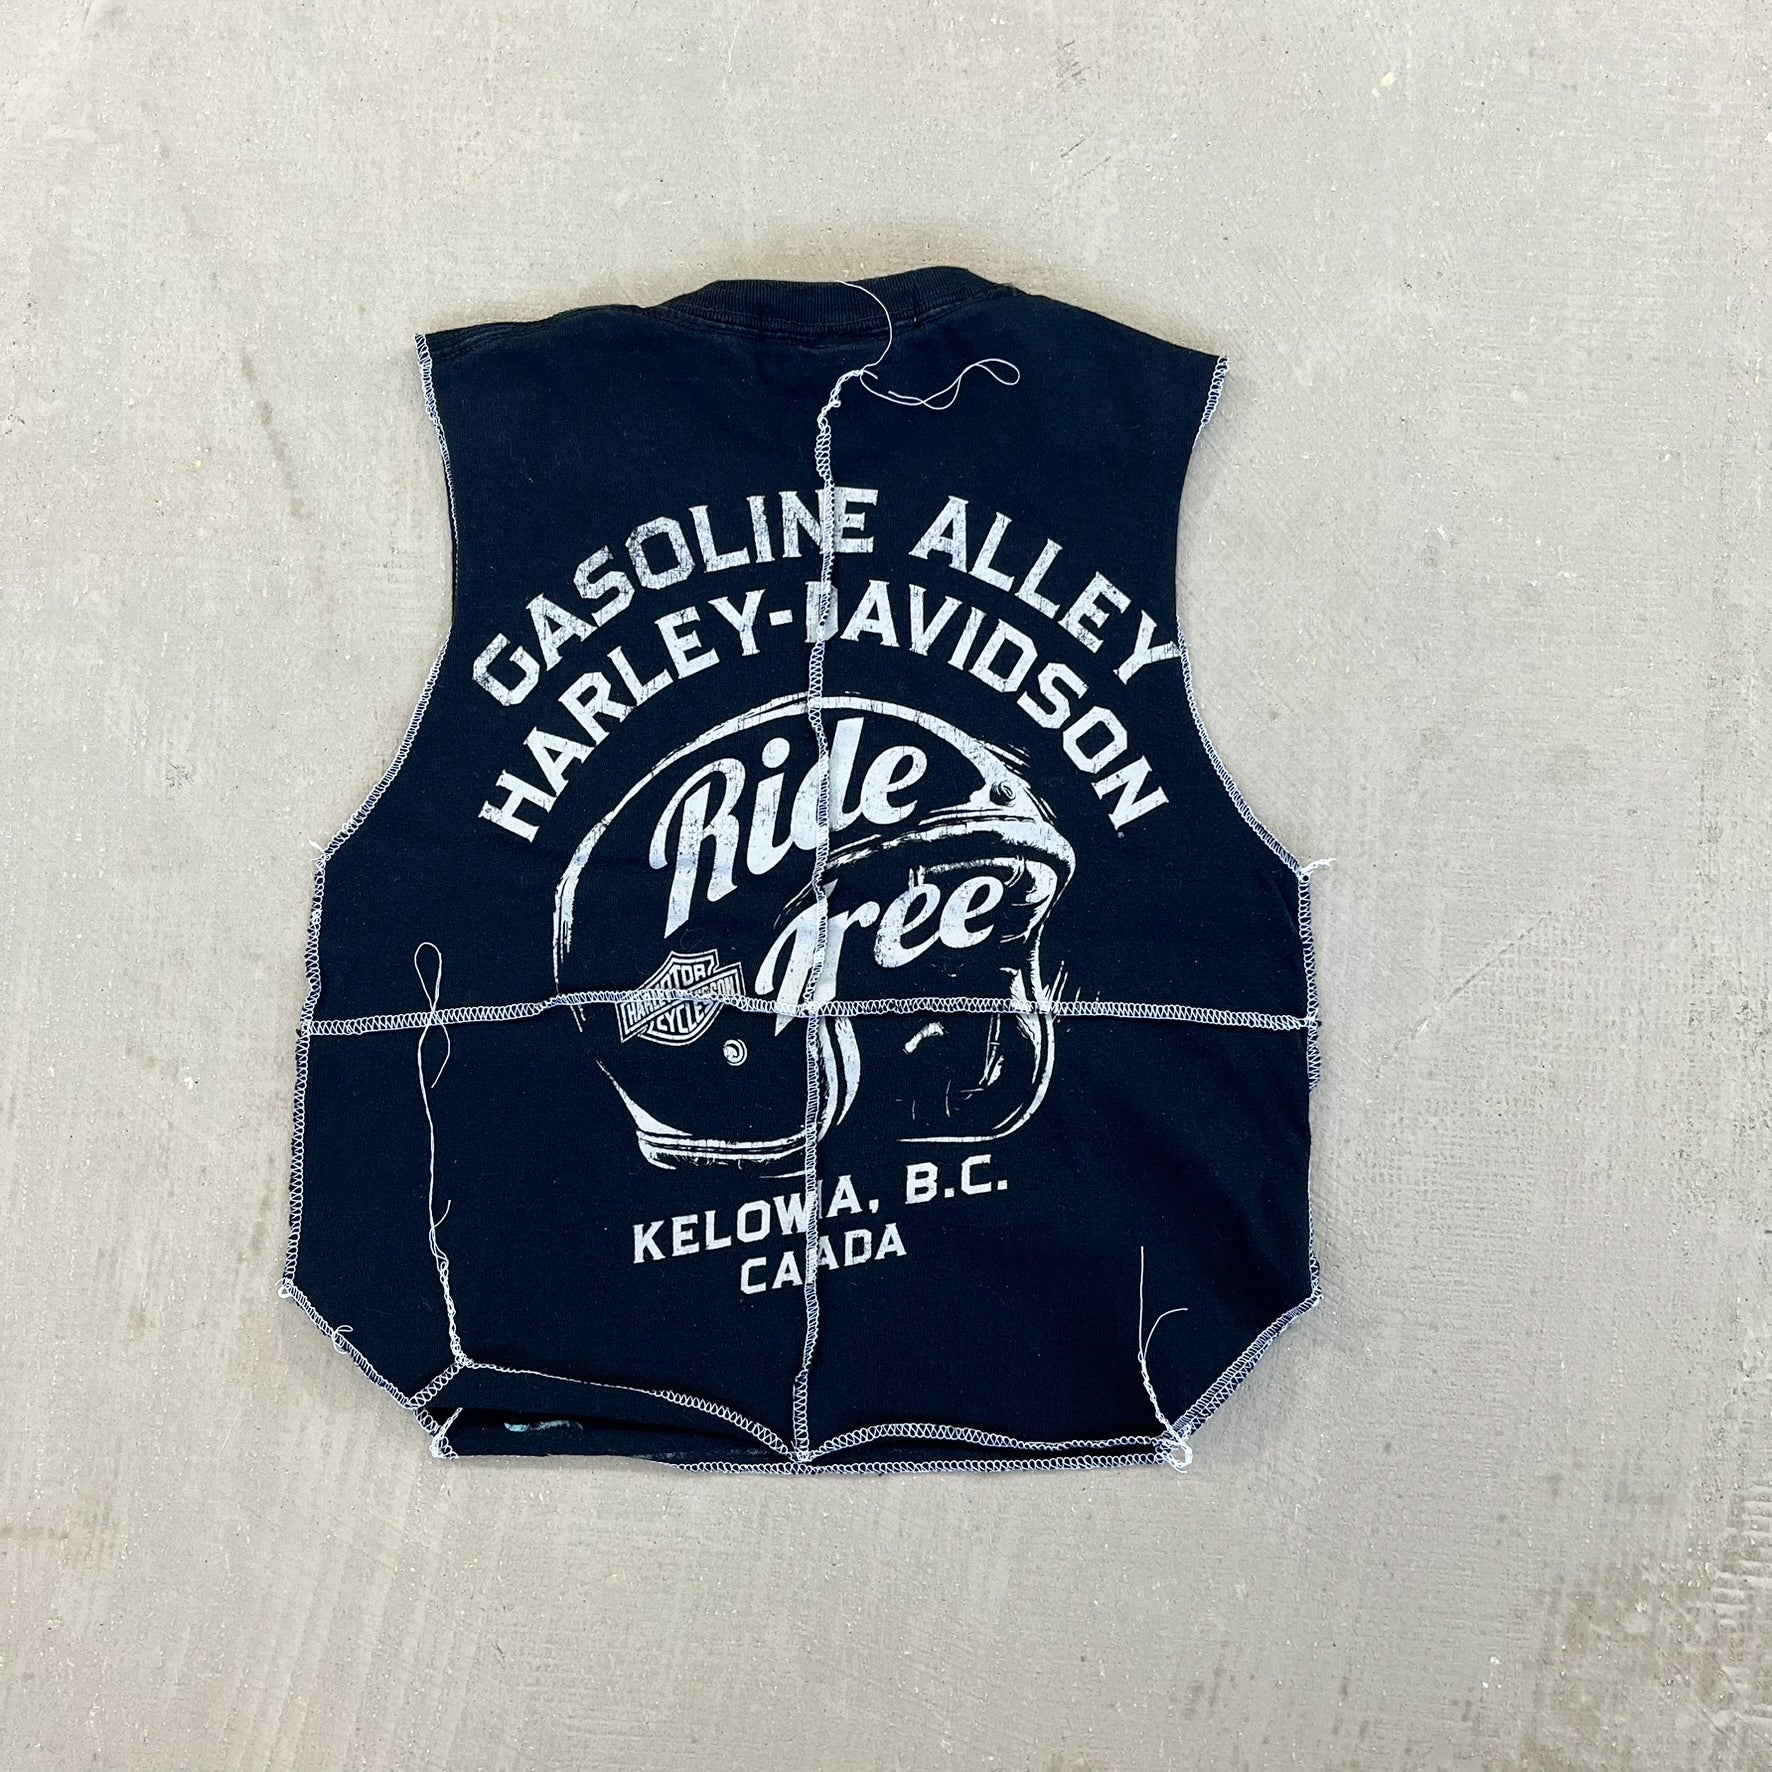 GASOLINE ALLEY
HARLEY-DAVIDSON
Ride
Free
MOTOR
HARLEY-DAVIDSON
CYCLES
KELOWNA, B.C.
CANADA